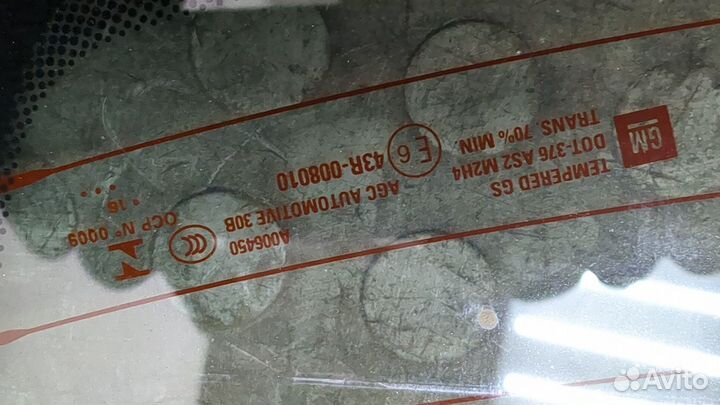 GM
TEMPERED GS
DOT-376 AS2 M2H4
TRANS. 70% MIN.
E6
43R-008010
AGC AUTOMOTIVE 30B
A006450
CCC
OCP Nº 0009
. 16
N
Avito